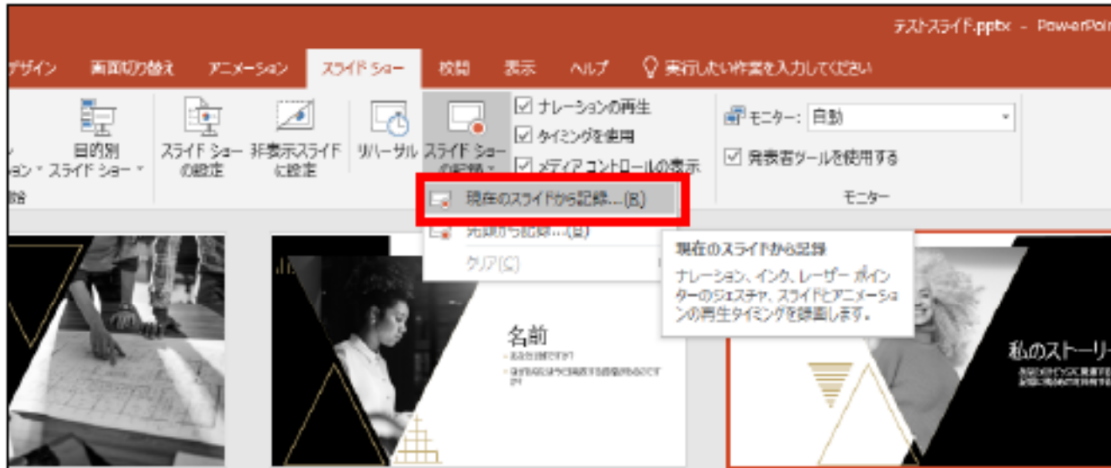 テストスライド.pptx - PowerPoin
デザイン 画面切り替え アニメーション スライド ショー 校閲 表示 ヘルプ 実行したい作業を入力してください
目的別
スライド ショー
スライド ショー
の設定
非表示スライド
に設定
リハーサル
スライド ショー
の記録
ナレーションの再生
タイミングを使用
メディア コントロールの表示
モニター: 自動
発表者ツールを使用する
モニター
現在のスライドから記録...(R)
先頭から記録...(B)
クリア(C)
現在のスライドから記録
ナレーション、インク、レーザー ポイン
ターのジェスチャ、スライドとアニメーショ
ンの再生タイミングを録画します。
名前
私のストーリー